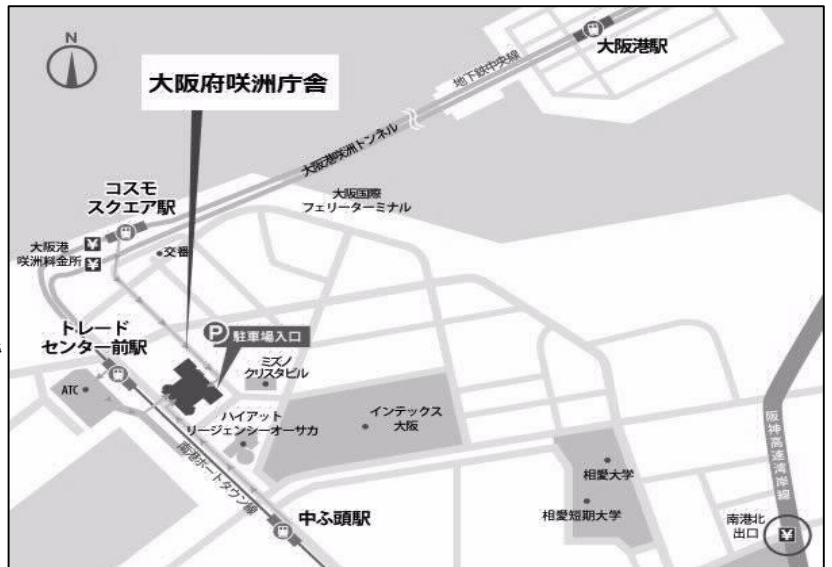 N
大阪府咲洲庁舎
大阪港駅
地下鉄中央線
大阪港咲洲トンネル
大阪国際
フェリーターミナル
コスモ
スクエア駅
大阪港
咲洲料金所
¥
¥
交番
P
駐車場入口
トレード
センター前駅
ミズノ
クリスタビル
ATC
ハイアット
リージェンシーオーサカ
インテックス
大阪
南港ポートタウン線
中ふ頭駅
相愛大学
相愛短期大学
阪神高速湾岸線
南港北
出口
¥